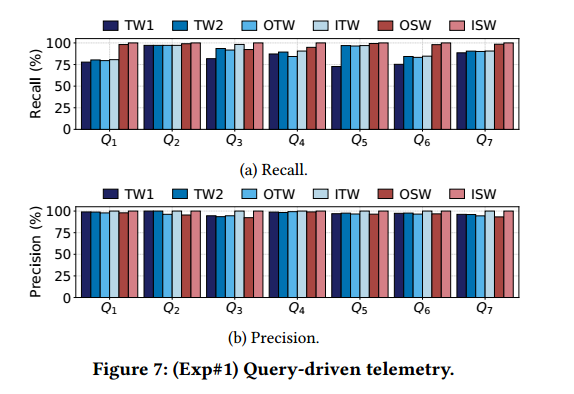 TW1 TW2 OTW ITW OSW ISW
Recall (%)
100
75
50
25
0
Q1 Q2 Q3 Q4 Q5 Q6 Q7
(a) Recall.
TW1 TW2 OTW ITW OSW ISW
Precision (%)
100
75
50
25
0
Q1 Q2 Q3 Q4 Q5 Q6 Q7
(b) Precision.
Figure 7: (Exp#1) Query-driven telemetry.